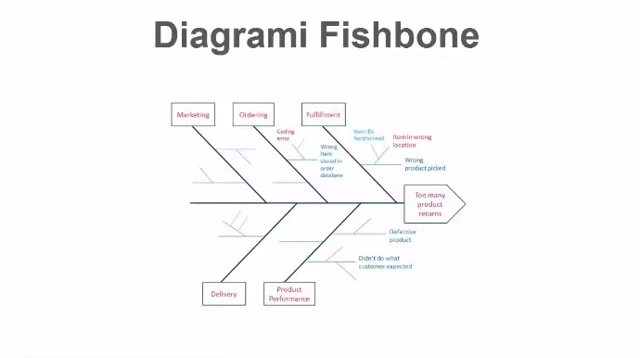 Diagrami Fishbone
Marketing
Ordering
Fulfillment
Coding
error
Item IDs
hard to read
Item in wrong
location
Wrong
item
stored in
order
database
Wrong
product picked
Too many
product
returns
Defective
product
Didn't do what
customer expected
Delivery
Product
Performance